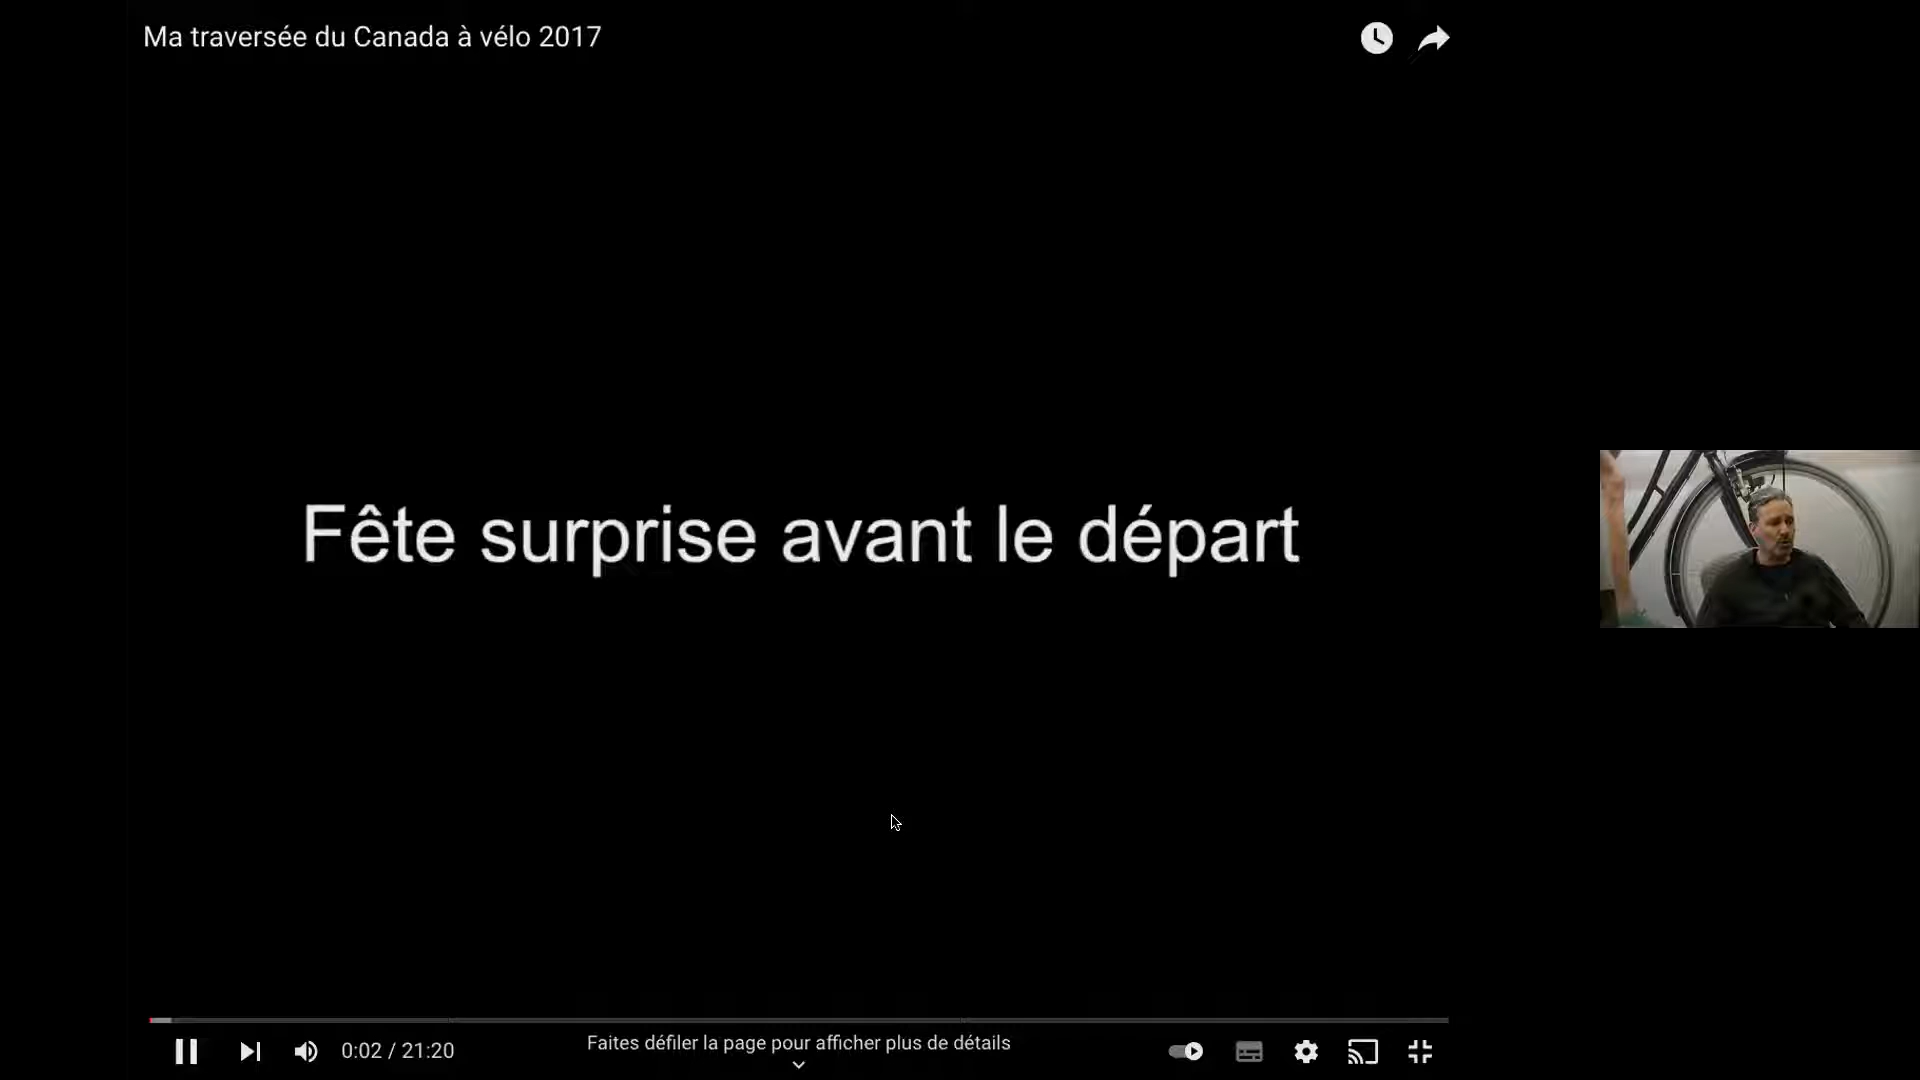 Ma traversée du Canada à vélo 2017
Fête surprise avant le départ
0:02 / 21:20
Faites défiler la page pour afficher plus de détails